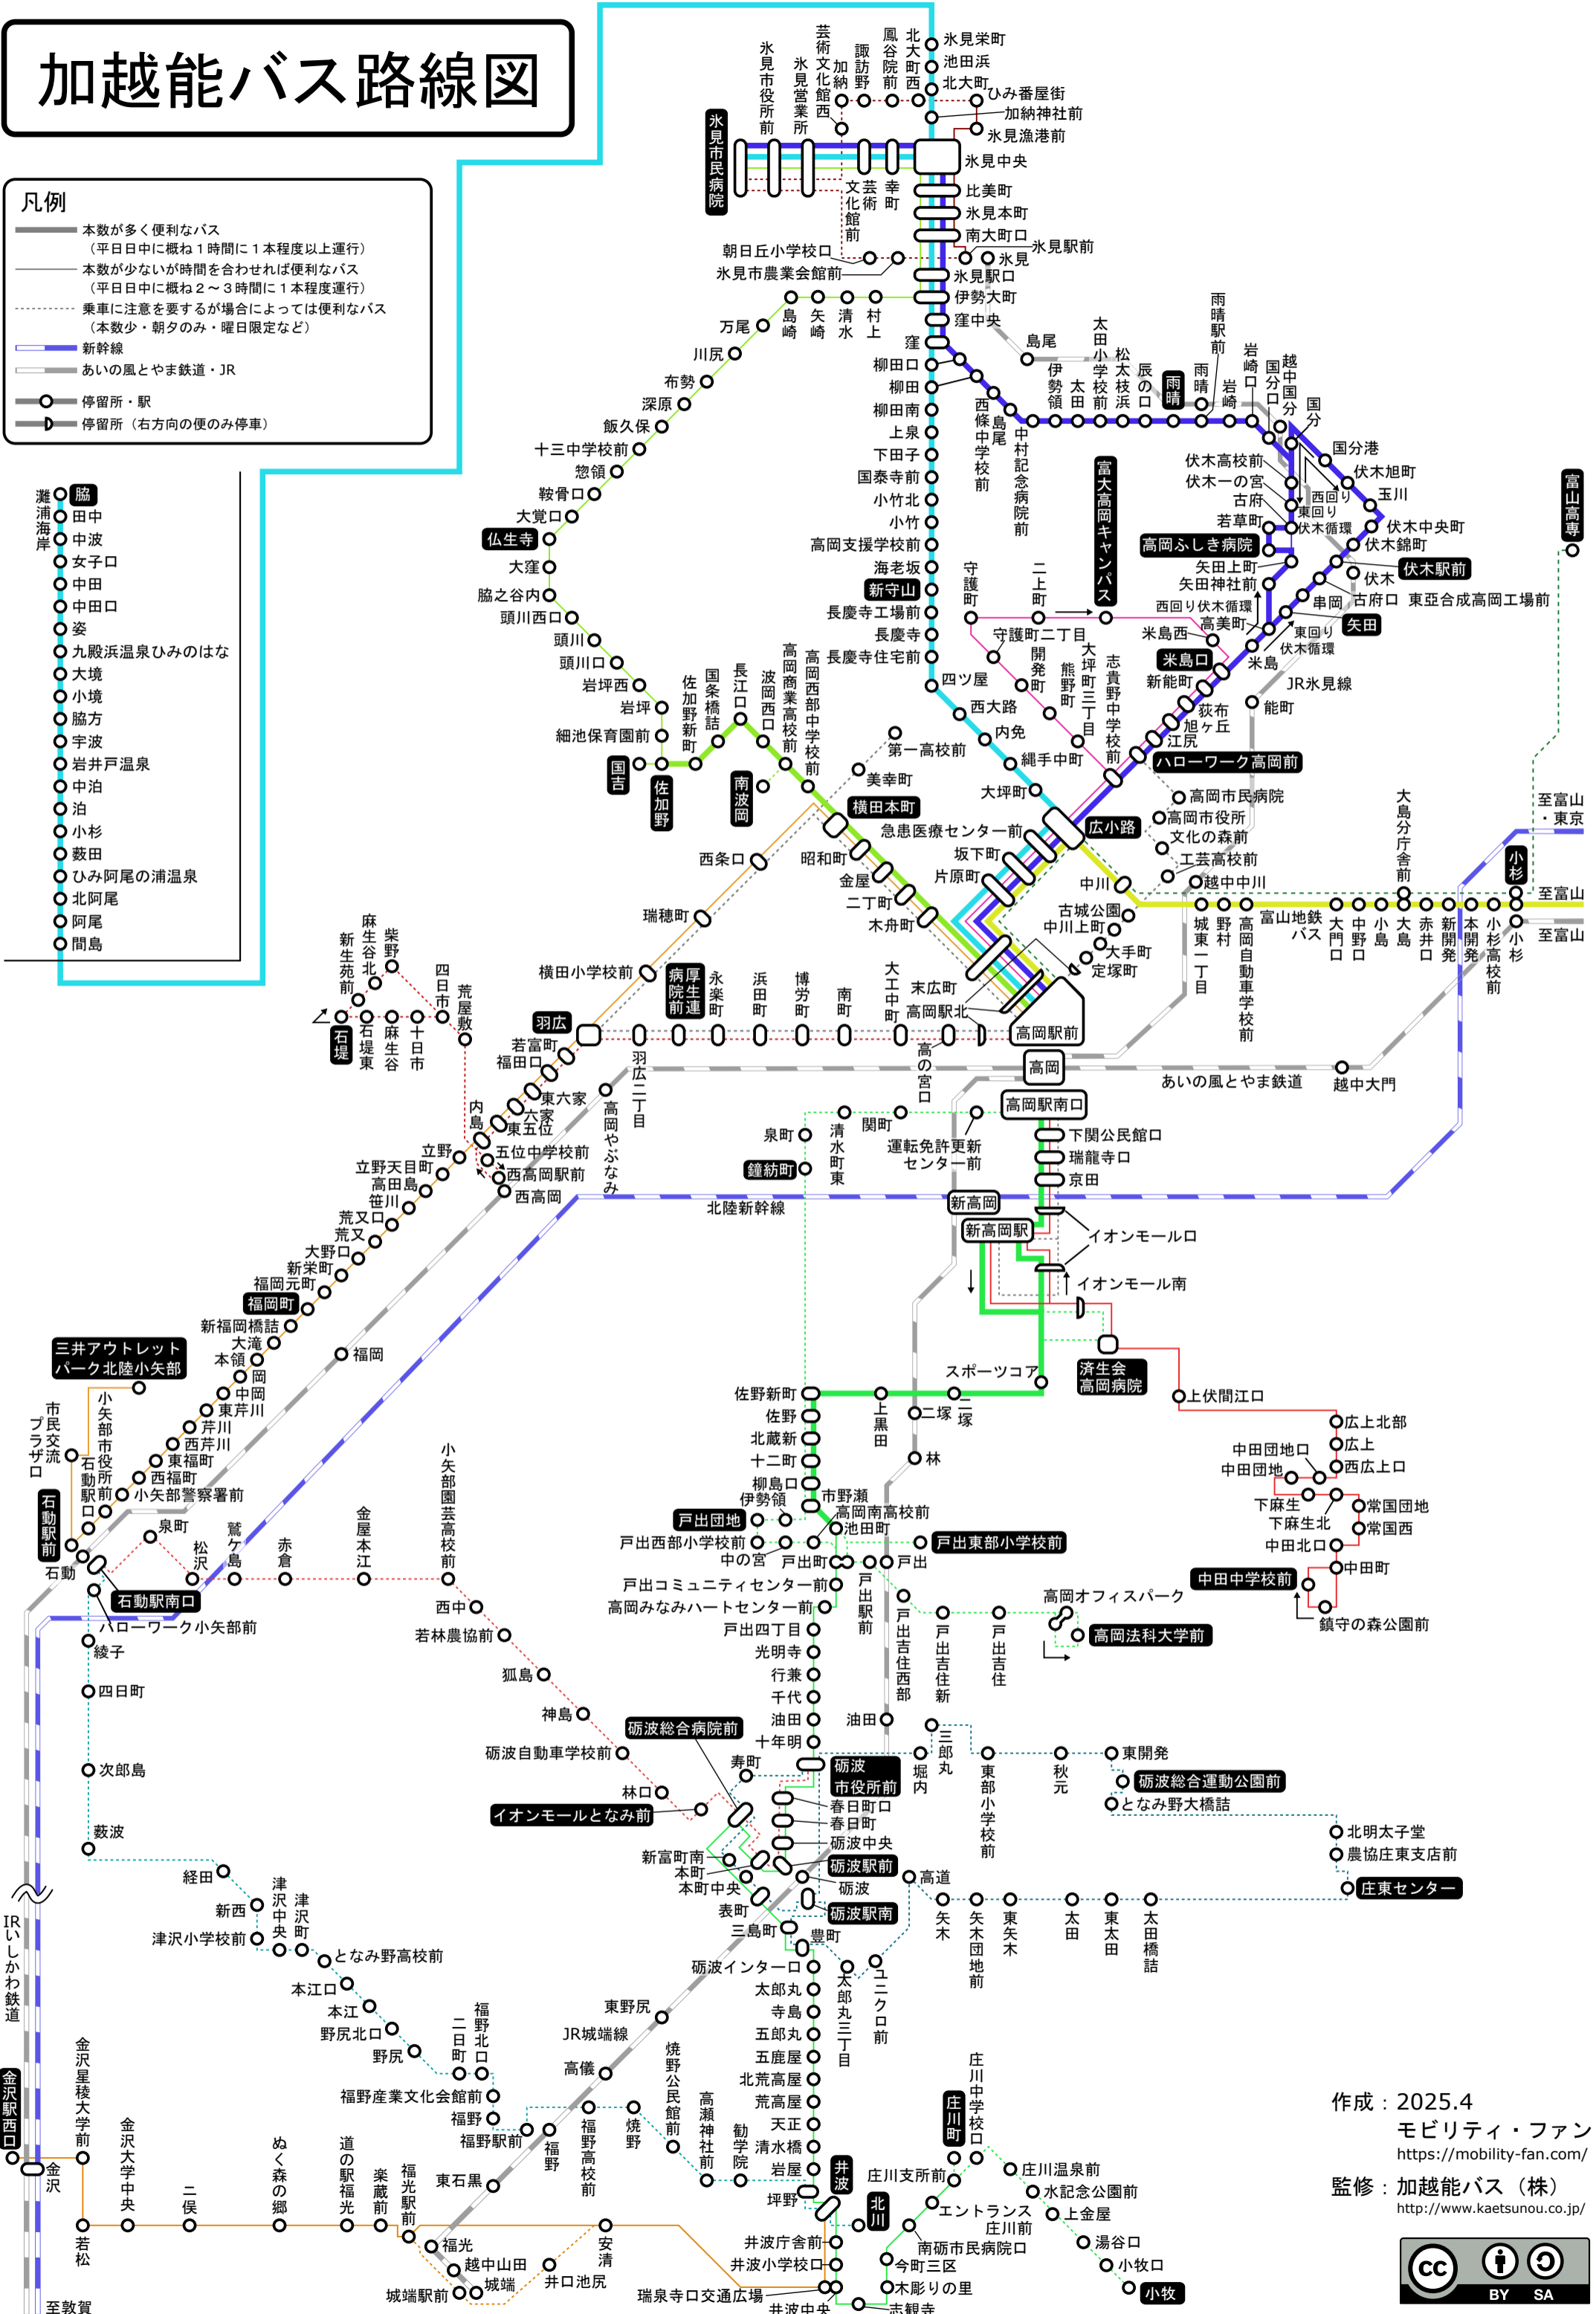 加越能バス路線図
凡例
本数が多く便利なバス
（平日日中に概ね１時間に１本程度以上運行）
本数が少ないが時間を合わせれば便利なバス
（平日日中に概ね２～３時間に１本程度運行）
乗車に注意を要するが場合によっては便利なバス
（本数少・朝夕のみ・曜日限定など）
新幹線
あいの風とやま鉄道・JR
停留所・駅
停留所（右方向の便のみ停車）
灘浦海岸
脇
田中
中波
女子口
中田
中田口
姿
九殿浜温泉ひみのはな
大境
小境
脇方
宇波
岩井戸温泉
中泊
泊
小杉
薮田
ひみ阿尾の浦温泉
北阿尾
阿尾
間島
氷見栄町
池田浜
北大町
ひみ番屋街
加納神社前
氷見漁港前
氷見中央
北大町西
鳳谷院前
諏訪野
加納
芸術文化館西
氷見営業所
氷見市役所前
氷見市民病院
芸術文化館前
幸町
比美町
氷見本町
南大町口
氷見駅前
氷見
朝日丘小学校口
氷見市農業会館前
氷見駅口
伊勢大町
窪中央
窪
柳田口
柳田
柳田南
上泉
下田子
国泰寺前
小竹北
小竹
高岡支援学校前
海老坂
新守山
長慶寺工場前
長慶寺
長慶寺住宅前
四ツ屋
西大路
内免
縄手中町
大坪町
島崎
矢崎
清水
村上
万尾
川尻
布勢
深原
飯久保
十三中学校前
惣領
鞍骨口
大覚口
仏生寺
大窪
脇之谷内
頭川西口
頭川
頭川口
岩坪西
岩坪
細池保育園前
国吉
佐加野
佐加野新町
国条橋詰
長江口
波岡西口
高岡商業高校前
高岡西部中学校前
南波岡
第一高校前
美幸町
横田本町
昭和町
金屋
二丁町
木舟町
島尾
西條中学校前
島尾
中村記念病院前
伊勢領
太田
太田小学校前
松太枝浜
辰の口
雨晴
雨晴
雨晴駅前
岩崎
岩崎口
国分口
越中国分
国分
国分港
伏木旭町
玉川
伏木中央町
伏木錦町
伏木駅前
伏木
古府口
東亞合成高岡工場前
串岡
矢田
伏木高校前
伏木一の宮
古府
若草町
高岡ふしき病院
矢田上町
矢田神社前
西回り
東回り
伏木循環
西回り伏木循環
東回り
伏木循環
高美町
米島
米島西
米島口
新能町
荻布
旭ヶ丘
江尻
ハローワーク高岡前
JR氷見線
能町
富大高岡キャンパス
二上町
守護町
守護町二丁目
開発町
熊野町
大坪町三丁目
志貴野中学校前
富山高専
高岡市民病院
高岡市役所
文化の森前
工芸高校前
越中中川
古城公園
中川上町
大手町
定塚町
広小路
急患医療センター前
坂下町
片原町
末広町
高岡駅北
高岡駅前
中川
城東一丁目
野村
高岡自動車学校前
富山地鉄
バス
大門口
中野口
小島
大島
大島分庁舎前
赤井口
新開発
本開発
小杉高校前
小杉
小杉
至富山
・東京
至富山
至富山
西条口
瑞穂町
横田小学校前
羽広
厚生連
病院前
永楽町
浜田町
博労町
南町
大工中町
高の宮口
羽広二丁目
若富町
福田口
東六家
六家
東五位
内島
五位中学校前
西高岡駅前
西高岡
高岡やぶなみ
新生苑前
麻生谷北
柴野
四日市
荒屋敷
石堤
石堤東
麻生谷
十日市
立野
立野天目町
高田島
笹川
荒又口
荒又
大野口
新栄町
福岡元町
福岡町
新福岡橋詰
大滝
本領
岡
中岡
東芹川
芹川
西芹川
東福町
西福町
小矢部警察署前
福岡
三井アウトレット
パーク北陸小矢部
市民交流
プラザ口
小矢部市役所前
石動駅口
石動駅前
石動
石動駅南口
ハローワーク小矢部前
高岡
あいの風とやま鉄道
越中大門
高岡駅南口
下関公民館口
瑞龍寺口
京田
新高岡
新高岡駅
北陸新幹線
イオンモール口
イオンモール南
済生会
高岡病院
泉町
清水町東
関町
運転免許更新
センター前
鐘紡町
スポーツコア
二塚
二塚
上黒田
佐野新町
佐野
北蔵新
十二町
柳島口
市野瀬
林
上伏間江口
広上北部
広上
西広上口
中田団地口
中田団地
下麻生
下麻生北
常国団地
常国西
中田北口
中田町
中田中学校前
鎮守の森公園前
伊勢領
戸出団地
戸出西部小学校前
中の宮
高岡南高校前
池田町
戸出東部小学校前
戸出町
戸出
戸出駅前
戸出コミュニティセンター前
高岡みなみハートセンター前
戸出四丁目
光明寺
行兼
千代
油田
油田
十年明
戸出吉住西部
戸出吉住新
戸出吉住
高岡オフィスパーク
高岡法科大学前
泉町
松沢
鷲ケ島
赤倉
金屋本江
小矢部園芸高校前
西中
若林農協前
狐島
神島
砺波自動車学校前
林口
イオンモールとなみ前
砺波総合病院前
寿町
砺波
市役所前
春日町口
春日町
砺波中央
砺波駅前
砺波
砺波駅南
新富町南
本町
本町中央
表町
三島町
豊町
堀内
三郎丸
東部小学校前
秋元
東開発
砺波総合運動公園前
となみ野大橋詰
北明太子堂
農協庄東支店前
庄東センター
高道
矢木
矢木団地前
東矢木
太田
東太田
太田橋詰
太郎丸三丁目
ユニクロ前
砺波インター口
太郎丸
寺島
五郎丸
五鹿屋
北荒高屋
荒高屋
天正
清水橋
岩屋
坪野
井波
北川
井波庁舎前
井波小学校口
瑞泉寺口交通広場
井波中央
志観寺
木彫りの里
今町三区
南砺市民病院口
エントランス
庄川前
庄川支所前
庄川町
庄川中学校口
庄川温泉前
水記念公園前
上金屋
湯谷口
小牧口
小牧
綾子
四日町
次郎島
薮波
経田
新西
津沢小学校前
津沢中央
津沢町
となみ野高校前
本江口
本江
野尻北口
野尻
二日町
福野北口
福野産業文化会館前
福野
福野駅前
福野
福野高校前
焼野
焼野公民館前
高瀬神社前
勧学院
東野尻
JR城端線
高儀
東石黒
IRいしかわ鉄道
金沢駅西口
金沢
金沢星稜大学前
若松
金沢大学中央
二俣
ぬく森の郷
道の駅福光
楽蔵前
福光駅前
福光
越中山田
城端
城端駅前
井口池尻
安清
至敦賀
作成：2025.4
モビリティ・ファン
https://mobility-fan.com/
監修：加越能バス（株）
http://www.kaetsunou.co.jp/
cc
BY SA